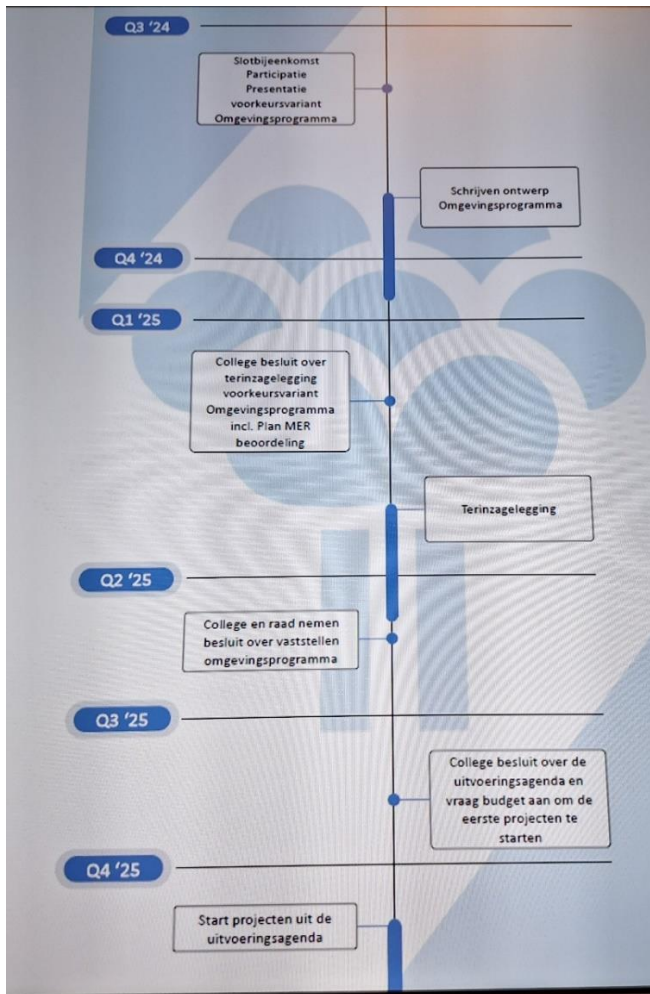 Q3 '24
Slotbijeenkomst
Participatie
Presentatie
voorkeursvariant
Omgevingsprogramma
Schrijven ontwerp
Omgevingsprogramma
Q4 '24
Q1 '25
College besluit over
terinzagelegging
voorkeursvariant
Omgevingsprogramma
incl. Plan MER
beoordeling
Terinzagelegging
Q2 '25
College en raad nemen
besluit over vaststellen
omgevingsprogramma
Q3 '25
College besluit over de
uitvoeringsagenda en
vraag budget aan om de
eerste projecten te
starten
Q4 '25
Start projecten uit de
uitvoeringsagenda